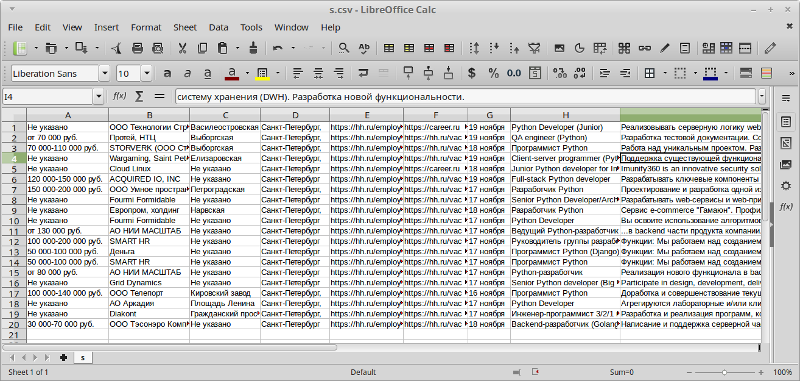 s.csv - LibreOffice Calc
File Edit View Insert Format Sheet Data Tools Window Help
Liberation Sans 10 a a a $ % 0.0
I4 f(x) Σ = систему хранения (DWH). Разработка новой функциональности.
A B C D E F G H
1 Не указано ООО Технологии Стр Василеостровская Санкт-Петербург, https://hh.ru/employ https://career.ru 19 ноября Python Developer (Junior) Реализовывать серверную логику web
2 от 70 000 руб. Протей, НТЦ Выборгская Санкт-Петербург, https://hh.ru/employ https://hh.ru/vac 19 ноября QA engineer (Python) Разработка тестовой документации. Со
3 70 000-110 000 руб. STORVERK (ООО Ст Выборгская Санкт-Петербург, https://hh.ru/employ https://hh.ru/vac 18 ноября Программист Python Работа над уникальным проектом. Раз
4 Не указано Wargaming, Saint Pet Елизаровская Санкт-Петербург, https://hh.ru/employ https://hh.ru/vac 19 ноября Client-server programmer (Pyth Поддержка существующей функциона
5 Не указано Cloud Linux Не указано Санкт-Петербург https://hh.ru/employ https://career.ru 18 ноября Junior Python developer for Im Imunify360 is an innovative security sol
6 120 000-150 000 руб. ACQUIRED IO, INC Не указано Санкт-Петербург https://hh.ru/employ https://hh.ru/vac 19 ноября Full-stack Python developer Разрабатывать ключевые компоненты
7 150 000-200 000 руб. ООО Умное простран Петроградская Санкт-Петербург, https://hh.ru/employ https://hh.ru/vac 17 ноября Разработчик Python Проектирование и разработка одной из
8 Не указано Fourmi Formidable Не указано Санкт-Петербург https://hh.ru/employ https://hh.ru/vac 17 ноября Senior Python Developer/Arch Разрабатывать web-сервисы и web-при
9 Не указано Европром, холдинг Нарвская Санкт-Петербург, https://hh.ru/employ https://hh.ru/vac 18 ноября Разработчик Python Сервис e-commerce "Гамаюн". Профи
10 Не указано Fourmi Formidable Не указано Санкт-Петербург https://hh.ru/employ https://hh.ru/vac 17 ноября Python Developer Вы освоите использование алгоритмо
11 от 130 000 руб. АО НИИ МАСШТАБ Не указано Санкт-Петербург https://hh.ru/employ https://hh.ru/vac 17 ноября Ведущий Python-разработчик ...в backend части продукта компании.
12 100 000-200 000 руб. SMART HR Не указано Санкт-Петербург https://hh.ru/employ https://hh.ru/vac 17 ноября Руководитель группы разраб Функции: Мы работаем над созданием
13 50 000-100 000 руб. Деньга Не указано Санкт-Петербург https://hh.ru/employ https://hh.ru/vac 17 ноября Программист Python (Django) Функции: Мы работаем над созданием
14 50 000-100 000 руб. SMART HR Не указано Санкт-Петербург https://hh.ru/employ https://hh.ru/vac 17 ноября Программист Python Функции: Мы работаем над созданием
15 от 80 000 руб. АО НИИ МАСШТАБ Не указано Санкт-Петербург https://hh.ru/employ https://hh.ru/vac 17 ноября Python-разработчик Реализация нового функционала в bac
16 Не указано Grid Dynamics Не указано Санкт-Петербург https://hh.ru/employ https://hh.ru/vac 17 ноября Senior Python developer (Big Participate in design, development, deliv
17 100 000-140 000 руб. ООО Телепорт Кировский завод Санкт-Петербург, https://hh.ru/employ https://hh.ru/vac 16 ноября Программист Python Доработка и совершенствование текущ
18 Не указано АО Аркадия Площадь Ленина Санкт-Петербург, https://hh.ru/employ https://hh.ru/vac 17 ноября Python Developer Агрегируются лабораторные и/или кли
19 Не указано Diakont Гражданский прос Санкт-Петербург, https://hh.ru/employ https://hh.ru/vac 17 ноября Инженер-программист 3/2/1 Разработка и реализация программ, ко
20 30 000-70 000 руб. ООО Тэсонэро Комп Не указано Санкт-Петербург https://hh.ru/employ https://hh.ru/vac 18 ноября Backend-разработчик (Golang Написание и поддержка серверной ча
21
s
Sheet 1 of 1 Default Sum=0 100%